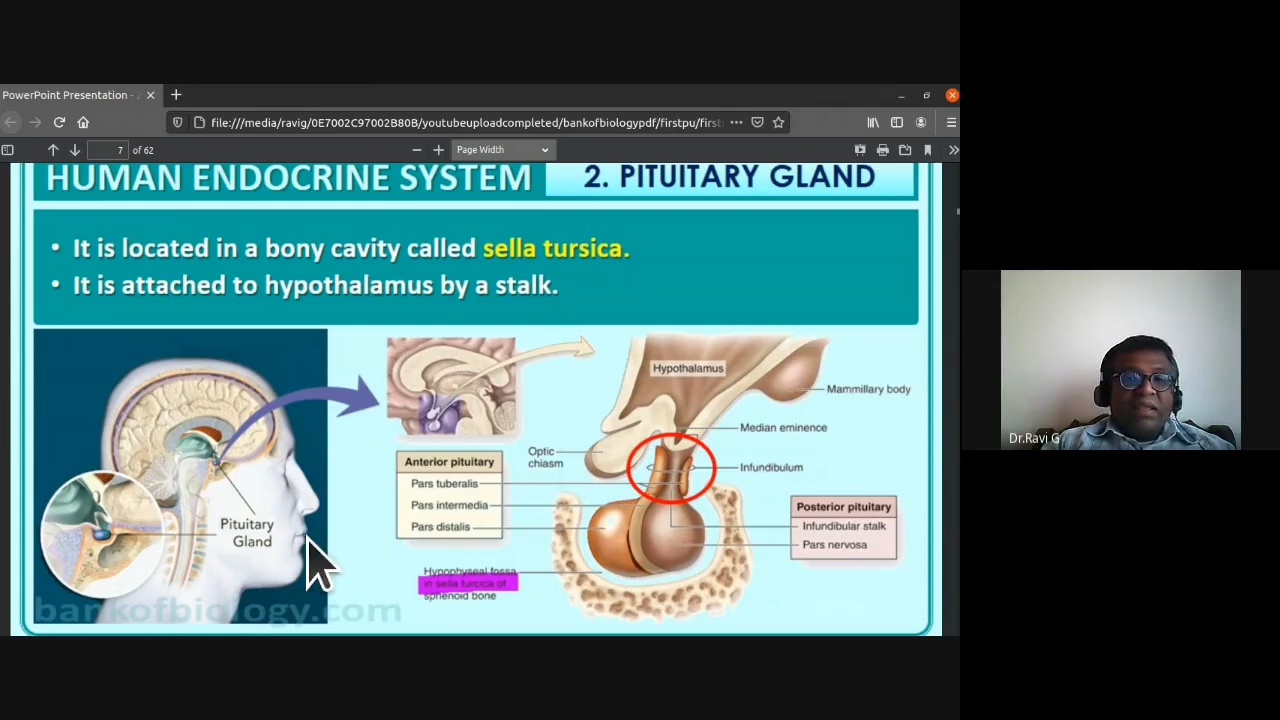 PowerPoint Presentation - 2
file:///media/ravig/0E7002C97002B80B/youtubeuploadcompleted/bankofbiologypdf/firstpu/first
7 of 62
Page Width
HUMAN ENDOCRINE SYSTEM
2. PITUITARY GLAND
• It is located in a bony cavity called sella tursica.
• It is attached to hypothalamus by a stalk.
Pituitary
Gland
Hypothalamus
Mammillary body
Median eminence
Optic
chiasm
Infundibulum
Anterior pituitary
Pars tuberalis
Pars intermedia
Pars distalis
Posterior pituitary
Infundibular stalk
Pars nervosa
Hypophyseal fossa
in sella turcica of
sphenoid bone
bankofbiology.com
Dr.Ravi G